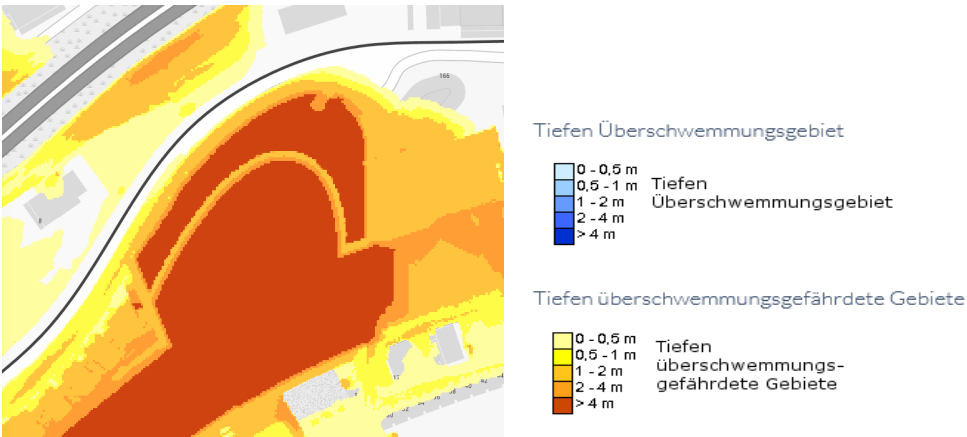 166
8
Tiefen Überschwemmungsgebiet
0 - 0,5 m
0,5 - 1 m
1 - 2 m
2 - 4 m
> 4 m
Tiefen
Überschwemmungsgebiet
Tiefen überschwemmungsgefährdete Gebiete
0 - 0,5 m
0,5 - 1 m
1 - 2 m
2 - 4 m
> 4 m
Tiefen
überschwemmungs-
gefährdete Gebiete